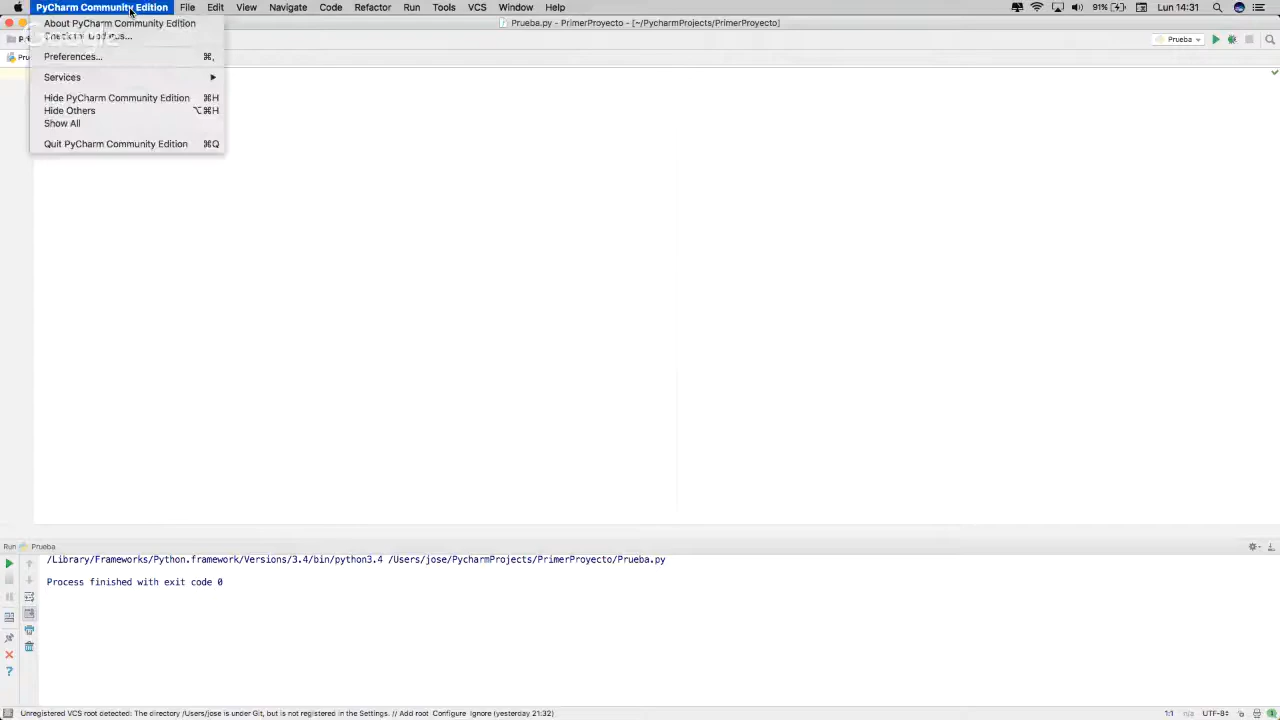 PyCharm Community Edition File Edit View Navigate Code Refactor Run Tools VCS Window Help 91% Lun 14:31
Prueba.py - PrimerProyecto - [~/PycharmProjects/PrimerProyecto]
About PyCharm Community Edition
Prueba
Preferences... ⌘,
Services
Hide PyCharm Community Edition ⌘H
Hide Others ⌥⌘H
Show All
Quit PyCharm Community Edition ⌘Q
Run Prueba
/Library/Frameworks/Python.framework/Versions/3.4/bin/python3.4 /Users/jose/PycharmProjects/PrimerProyecto/Prueba.py
Process finished with exit code 0
Unregistered VCS root detected: The directory /Users/jose is under Git, but is not registered in the Settings. // Add root Configure Ignore (yesterday 21:32) 1:1 n/a UTF-8 1